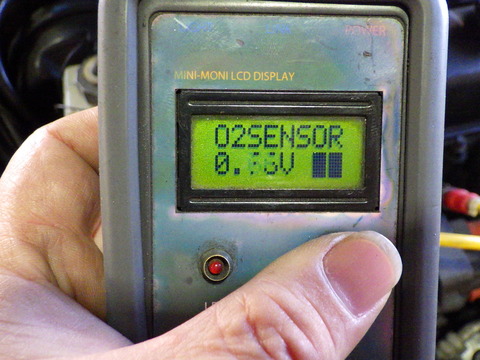 POWER
MINI-MONI LCD DISPLAY
O2SENSOR